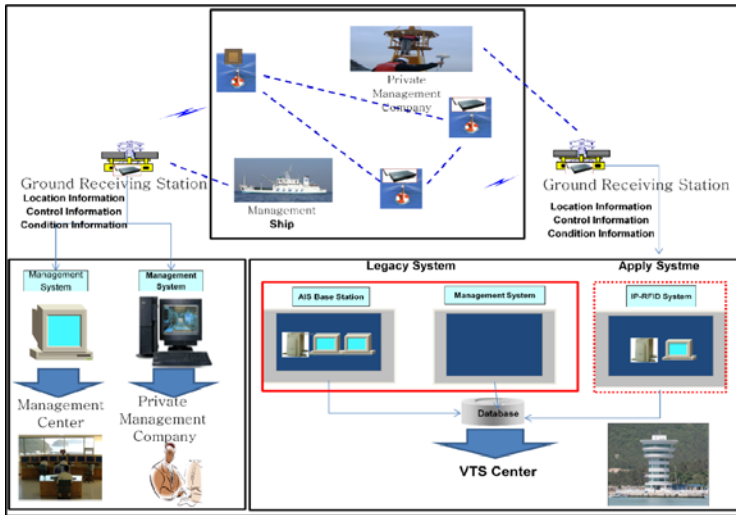 Private
Management
Company
Management
Ship
Ground Receiving Station
Location Information
Control Information
Condition Information
Ground Receiving Station
Location Information
Control Information
Condition Information
Management
System
Management
System
Management
Center
Private
Management
Company
Legacy System
Apply Systme
AIS Base Station
Management System
IP-RFID System
Database
VTS Center